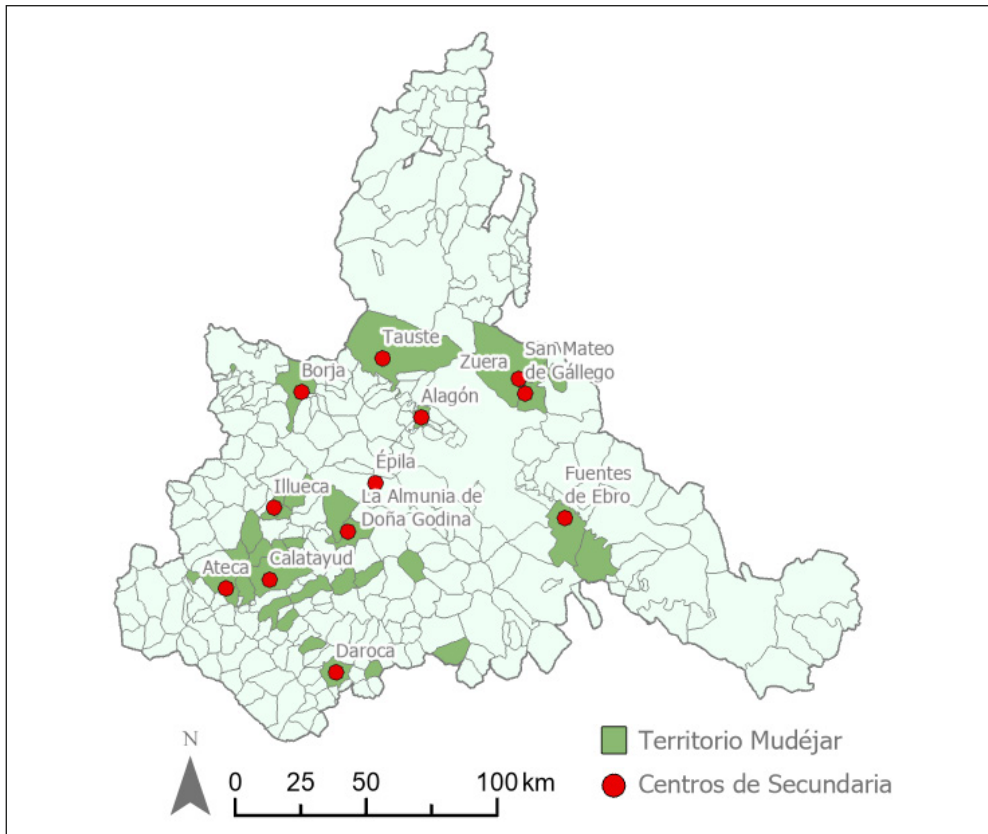 Tauste
San Mateo
Zuera
de Gállego
Borja
Alagón
Épila
Fuentes
de Ebro
Illueca
La Almunia de
Doña Godina
Ateca
Calatayud
Daroca
N
0 25 50 100 km
Territorio Mudéjar
Centros de Secundaria